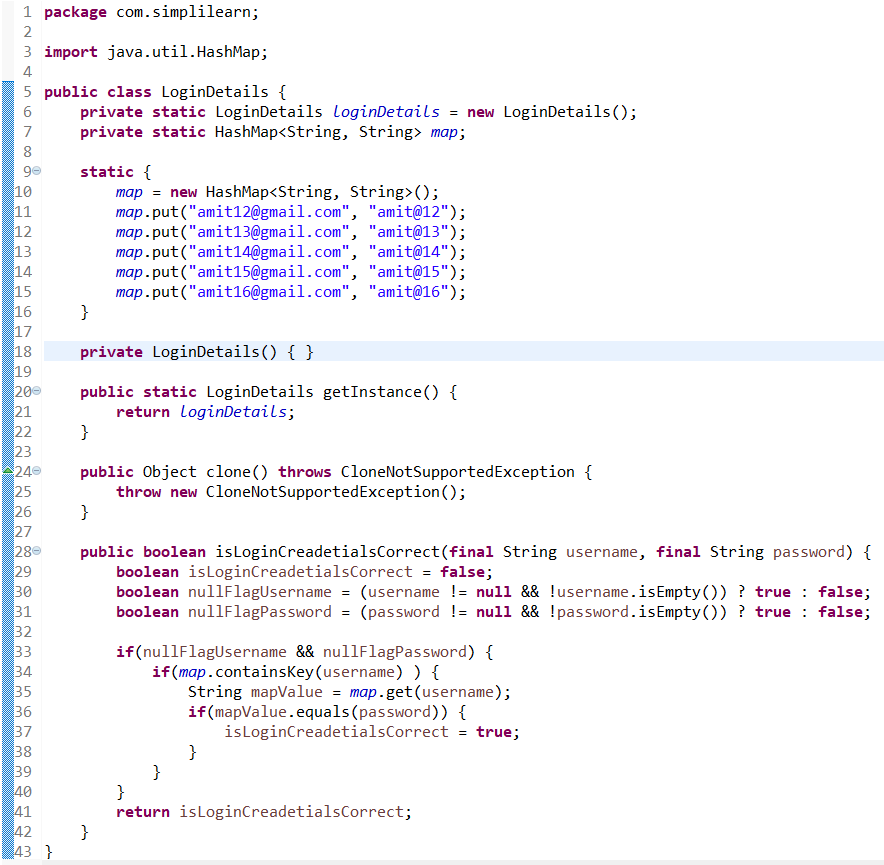 1 package com.simplilearn;
2
3 import java.util.HashMap;
4
5 public class LoginDetails {
6     private static LoginDetails loginDetails = new LoginDetails();
7     private static HashMap<String, String> map;
8
9     static {
10         map = new HashMap<String, String>();
11         map.put("amit12@gmail.com", "amit@12");
12         map.put("amit13@gmail.com", "amit@13");
13         map.put("amit14@gmail.com", "amit@14");
14         map.put("amit15@gmail.com", "amit@15");
15         map.put("amit16@gmail.com", "amit@16");
16     }
17
18     private LoginDetails() { }
19
20     public static LoginDetails getInstance() {
21         return loginDetails;
22     }
23
24     public Object clone() throws CloneNotSupportedException {
25         throw new CloneNotSupportedException();
26     }
27
28     public boolean isLoginCreadetialsCorrect(final String username, final String password) {
29         boolean isLoginCreadetialsCorrect = false;
30         boolean nullFlagUsername = (username != null && !username.isEmpty()) ? true : false;
31         boolean nullFlagPassword = (password != null && !password.isEmpty()) ? true : false;
32
33         if(nullFlagUsername && nullFlagPassword) {
34             if(map.containsKey(username) ) {
35                 String mapValue = map.get(username);
36                 if(mapValue.equals(password)) {
37                     isLoginCreadetialsCorrect = true;
38                 }
39             }
40         }
41         return isLoginCreadetialsCorrect;
42     }
43 }